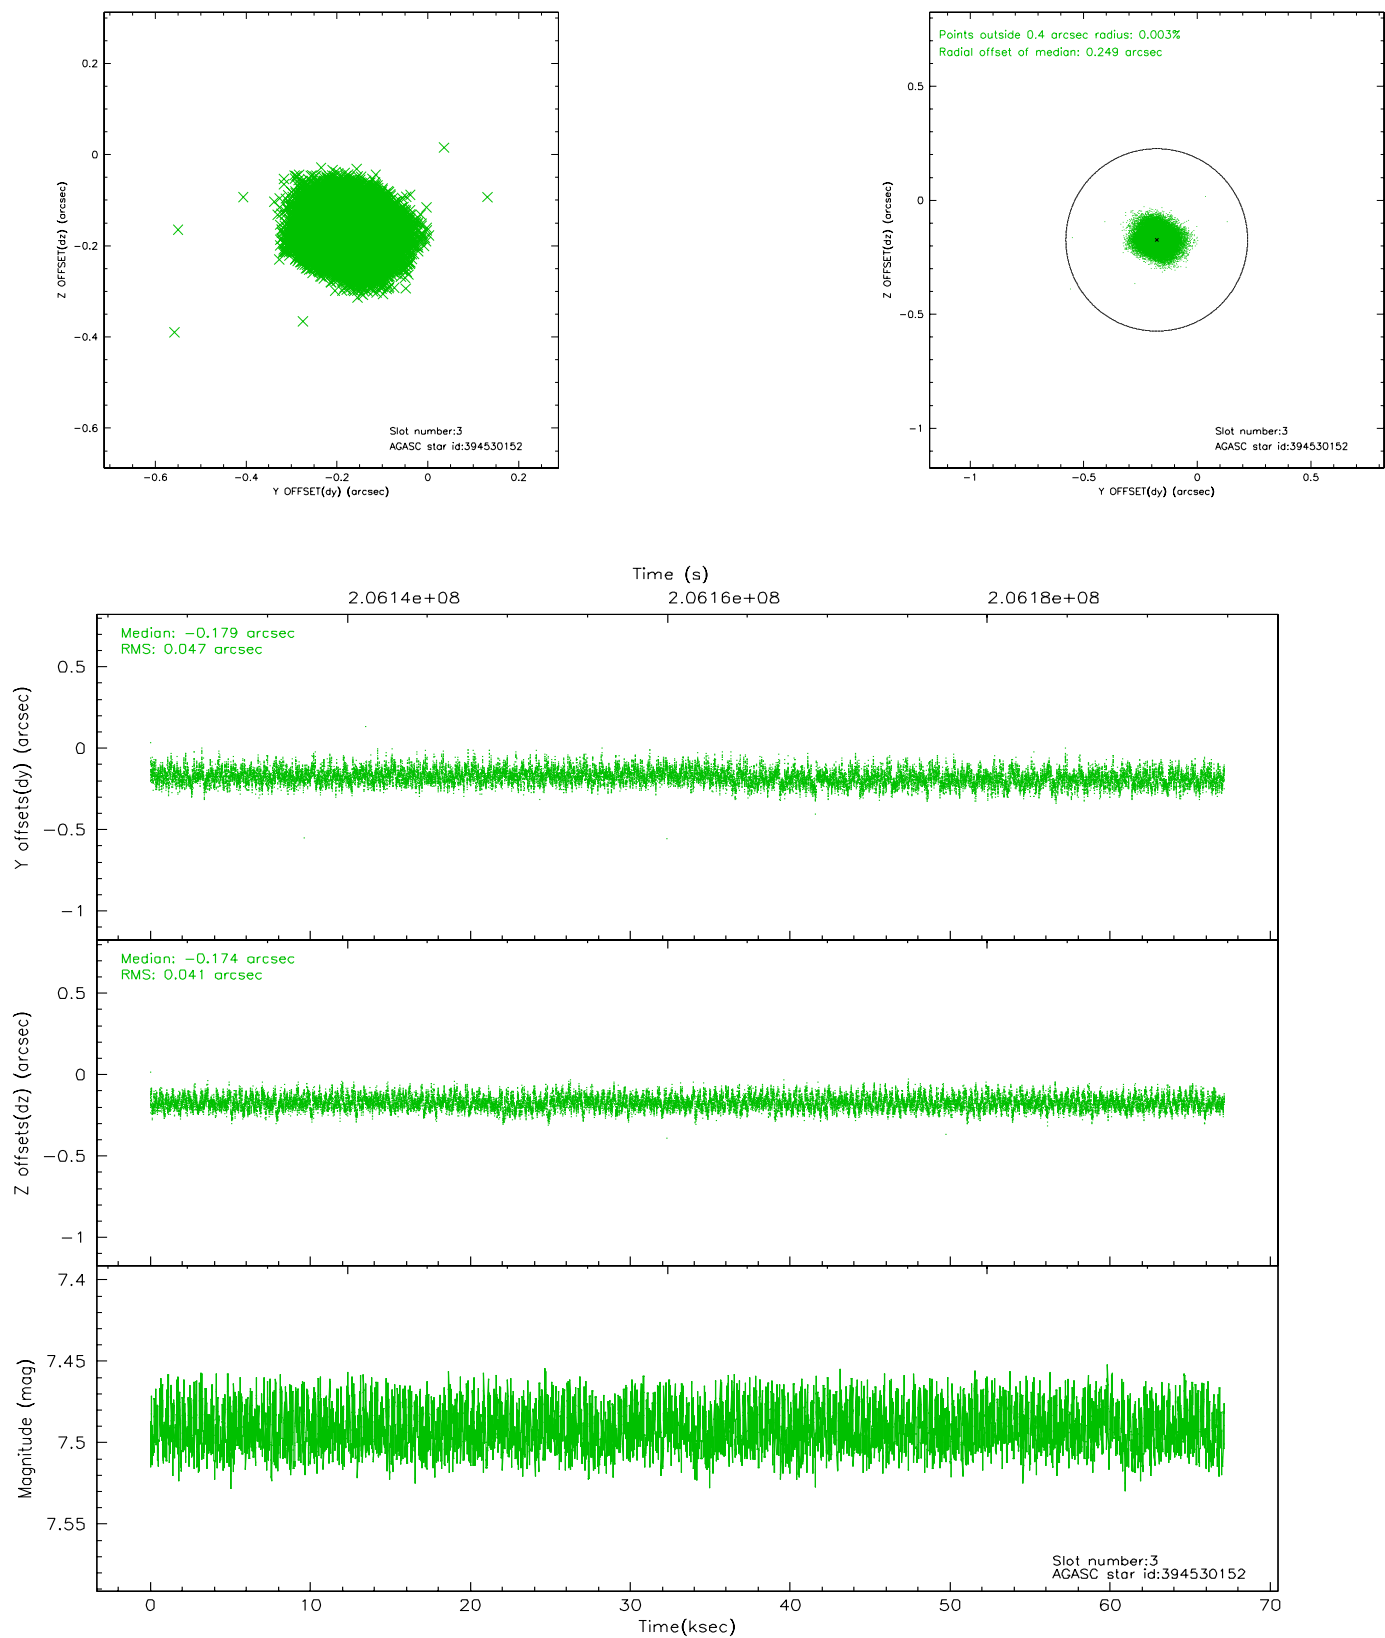 0.2
0
−0.2
−0.4
−0.6
Z OFFSET(dz) (arcsec)
Slot number:3
AGASC star id:394530152
−0.6
−0.4
−0.2
0
0.2
Y OFFSET(dy) (arcsec)
Points outside 0.4 arcsec radius: 0.003%
Radial offset of median: 0.249 arcsec
0.5
0
−0.5
−1
Z OFFSET(dz) (arcsec)
Slot number:3
AGASC star id:394530152
−1
−0.5
0
0.5
Y OFFSET(dy) (arcsec)
Time (s)
2.0614e+08
2.0616e+08
2.0618e+08
Median: −0.179 arcsec
RMS: 0.047 arcsec
0.5
0
−0.5
−1
Y offsets(dy) (arcsec)
Median: −0.174 arcsec
RMS: 0.041 arcsec
0.5
0
−0.5
−1
Z offsets(dz) (arcsec)
7.4
7.45
7.5
7.55
Magnitude (mag)
Slot number:3
AGASC star id:394530152
0
10
20
30
40
50
60
70
Time(ksec)